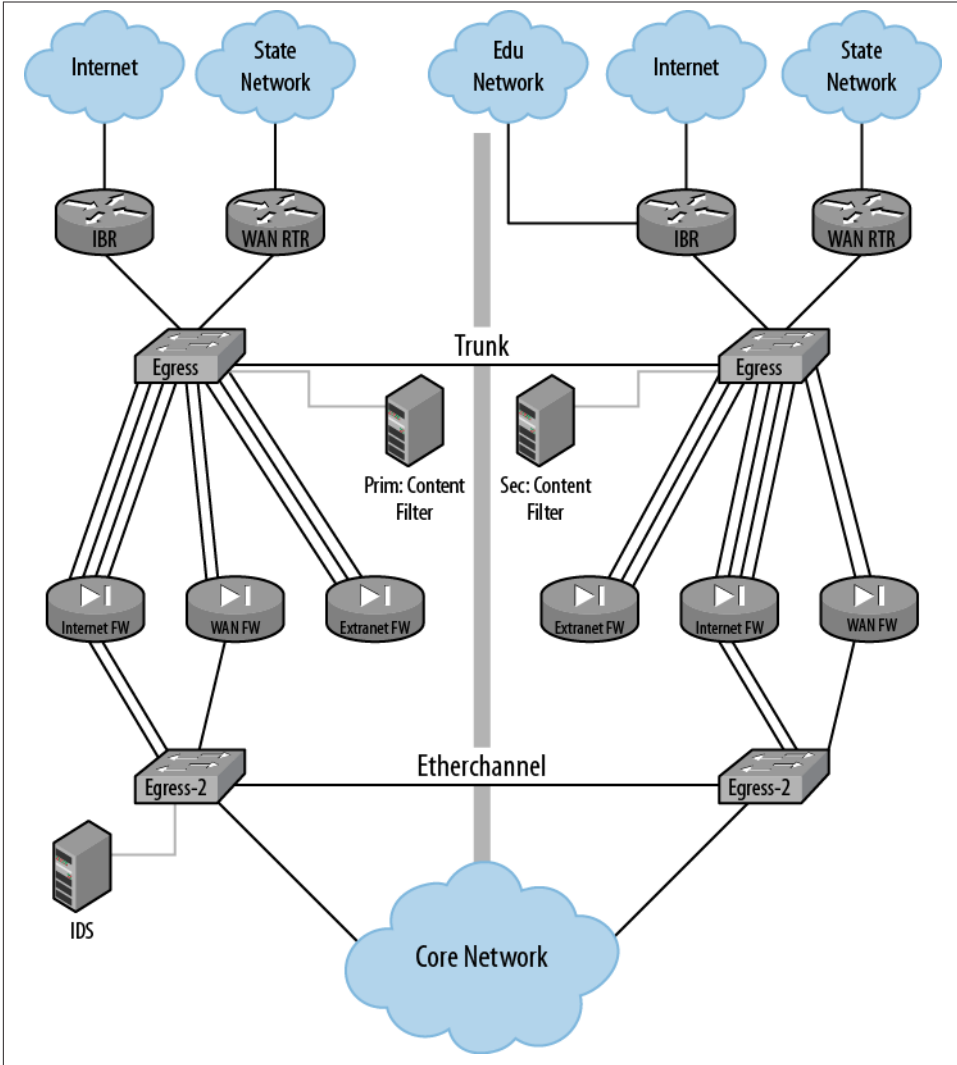 Internet
State
Network
Edu
Network
Internet
State
Network
IBR
WAN RTR
IBR
WAN RTR
Trunk
Egress
Egress
Prim: Content
Filter
Sec: Content
Filter
Internet FW
WAN FW
Extranet FW
Extranet FW
Internet FW
WAN FW
Etherchannel
Egress-2
Egress-2
IDS
Core Network